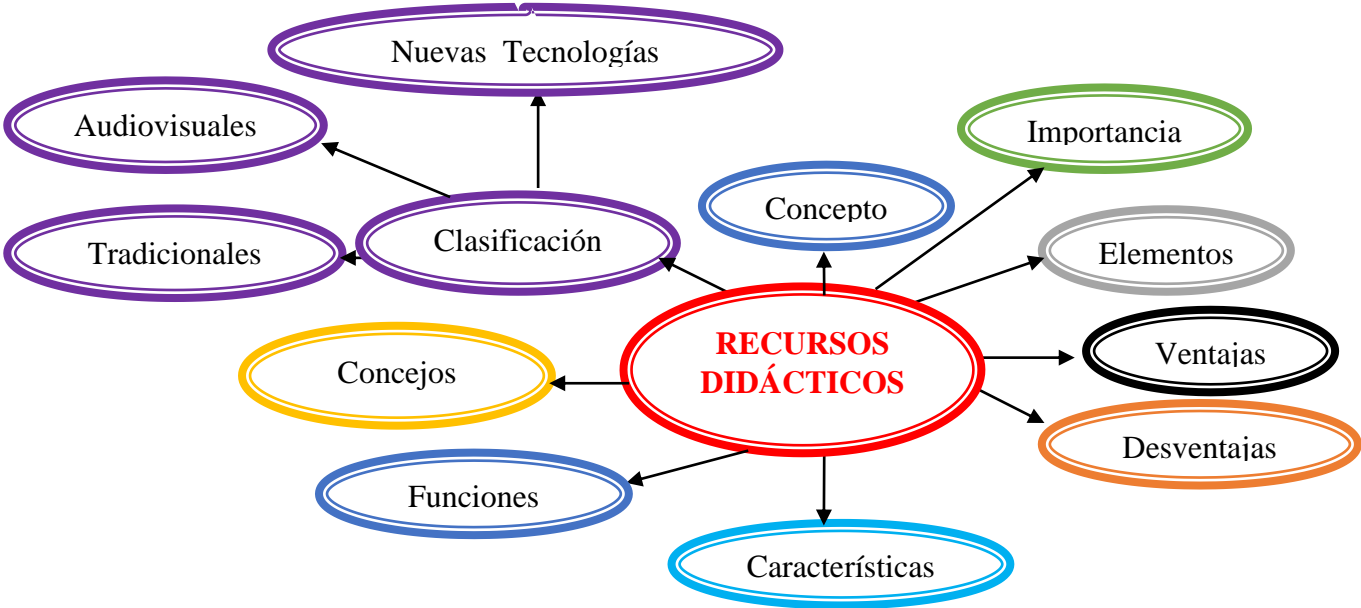 Nuevas Tecnologías
Audiovisuales
Importancia
Concepto
Clasificación
Tradicionales
Elementos
RECURSOS
DIDÁCTICOS
Ventajas
Concejos
Desventajas
Funciones
Características